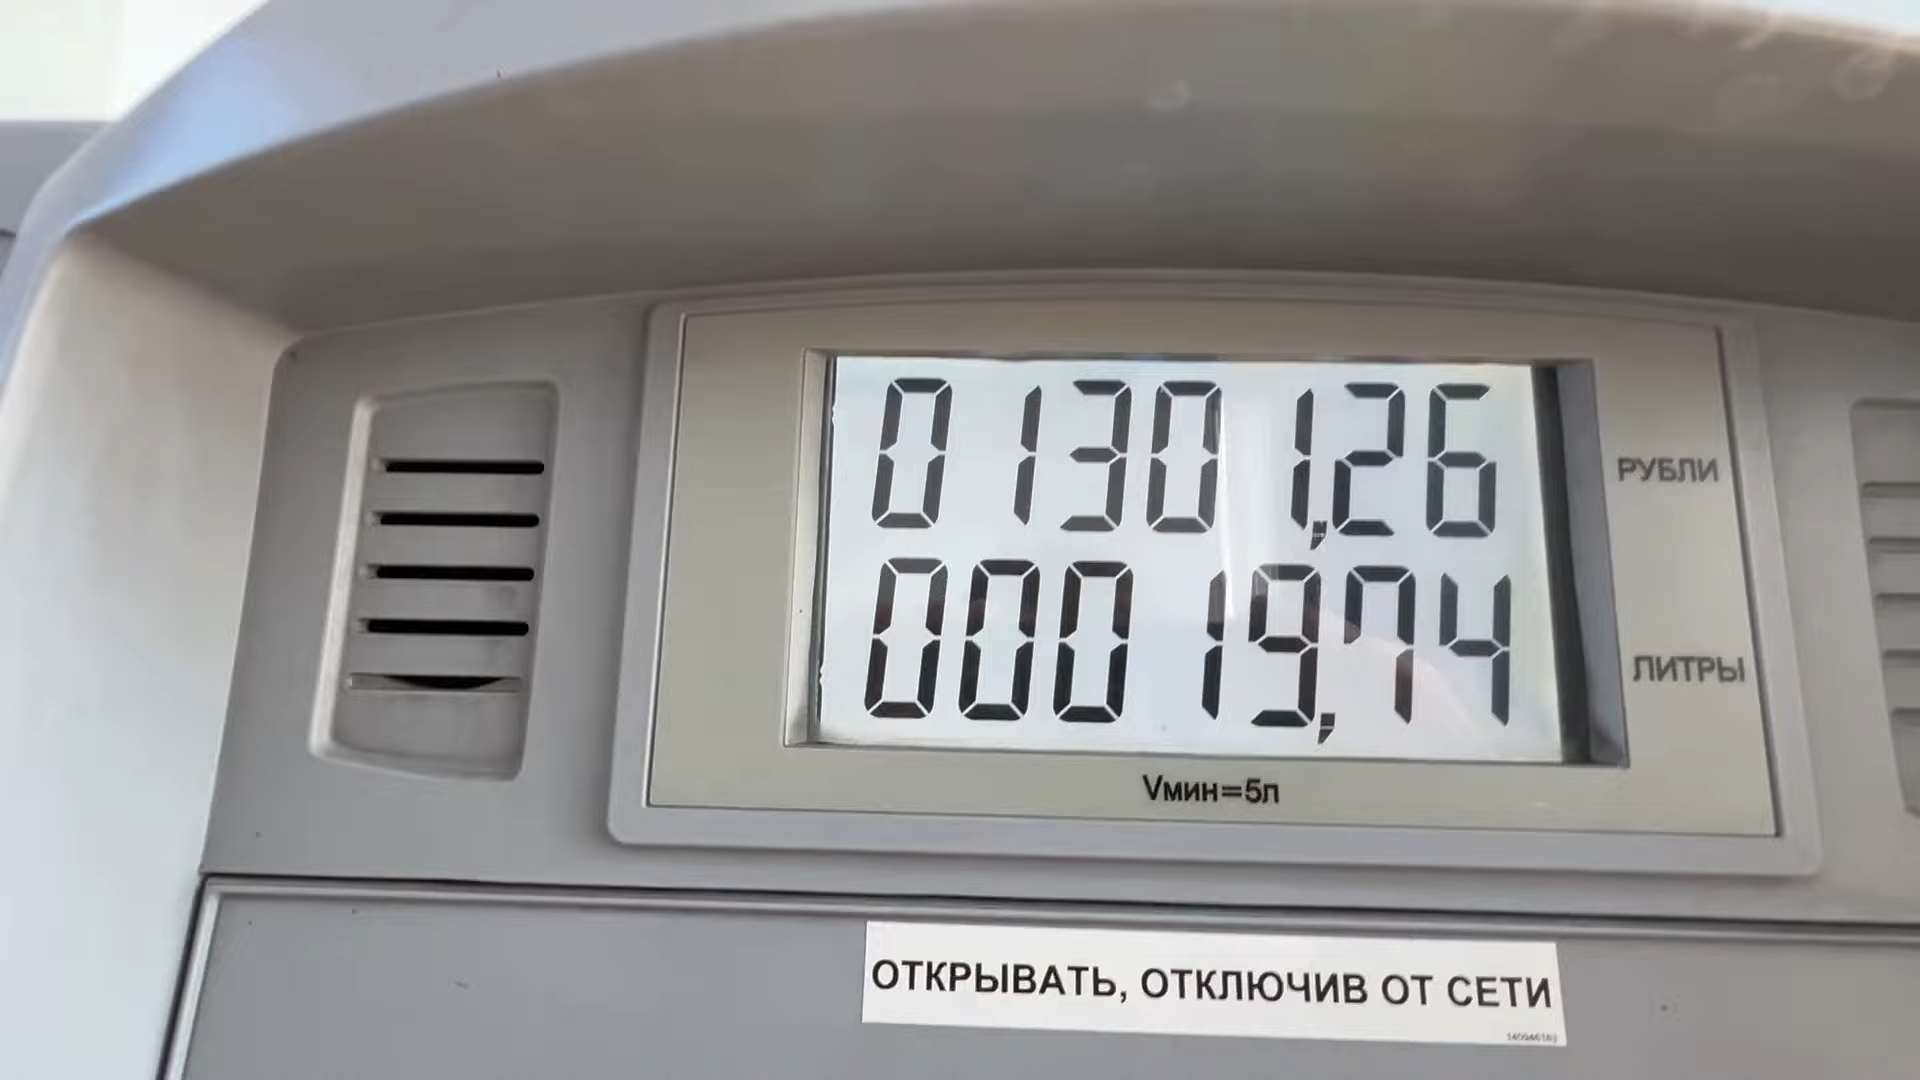 01301,26
РУБЛИ
00019,74
ЛИТРЫ
Vмин=5л
ОТКРЫВАТЬ, ОТКЛЮЧИВ ОТ СЕТИ